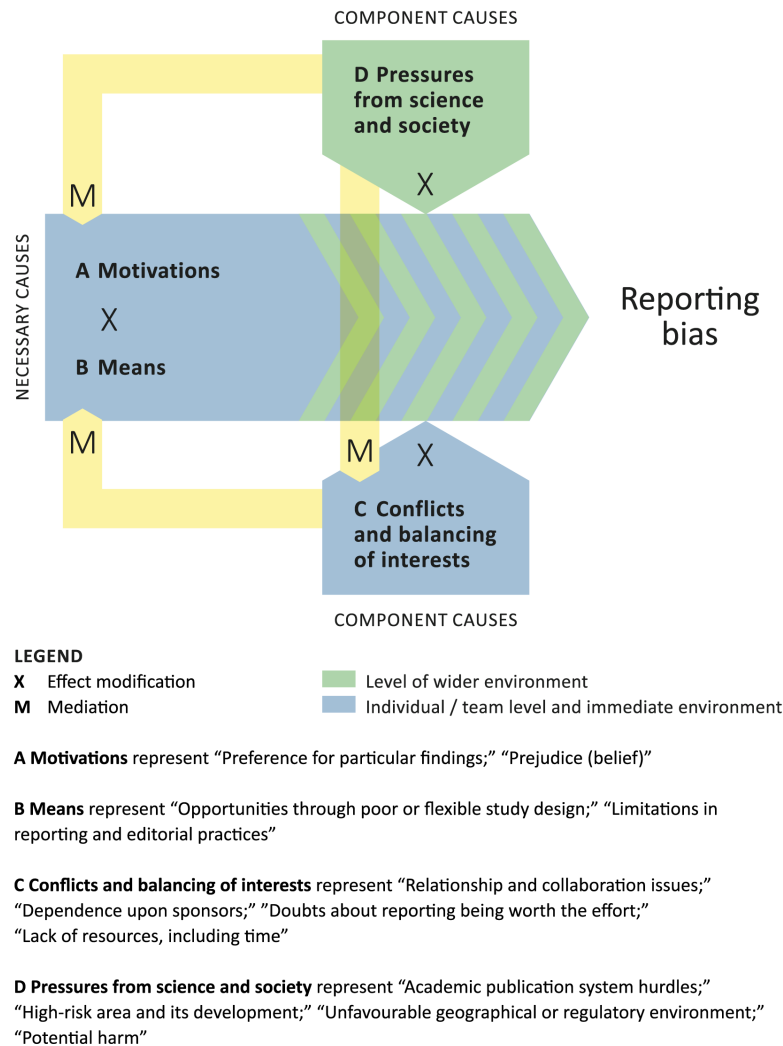 COMPONENT CAUSES
D Pressures
from science
and society
M
X
NECESSARY CAUSES
A Motivations
X
B Means
Reporting
bias
M
M
X
C Conflicts
and balancing
of interests
COMPONENT CAUSES
LEGEND
X Effect modification
M Mediation
Level of wider environment
Individual / team level and immediate environment
A Motivations represent “Preference for particular findings;” “Prejudice (belief)”
B Means represent “Opportunities through poor or flexible study design;” “Limitations in
reporting and editorial practices”
C Conflicts and balancing of interests represent “Relationship and collaboration issues;”
“Dependence upon sponsors;” ”Doubts about reporting being worth the effort;”
“Lack of resources, including time”
D Pressures from science and society represent “Academic publication system hurdles;”
“High-risk area and its development;” “Unfavourable geographical or regulatory environment;”
“Potential harm”